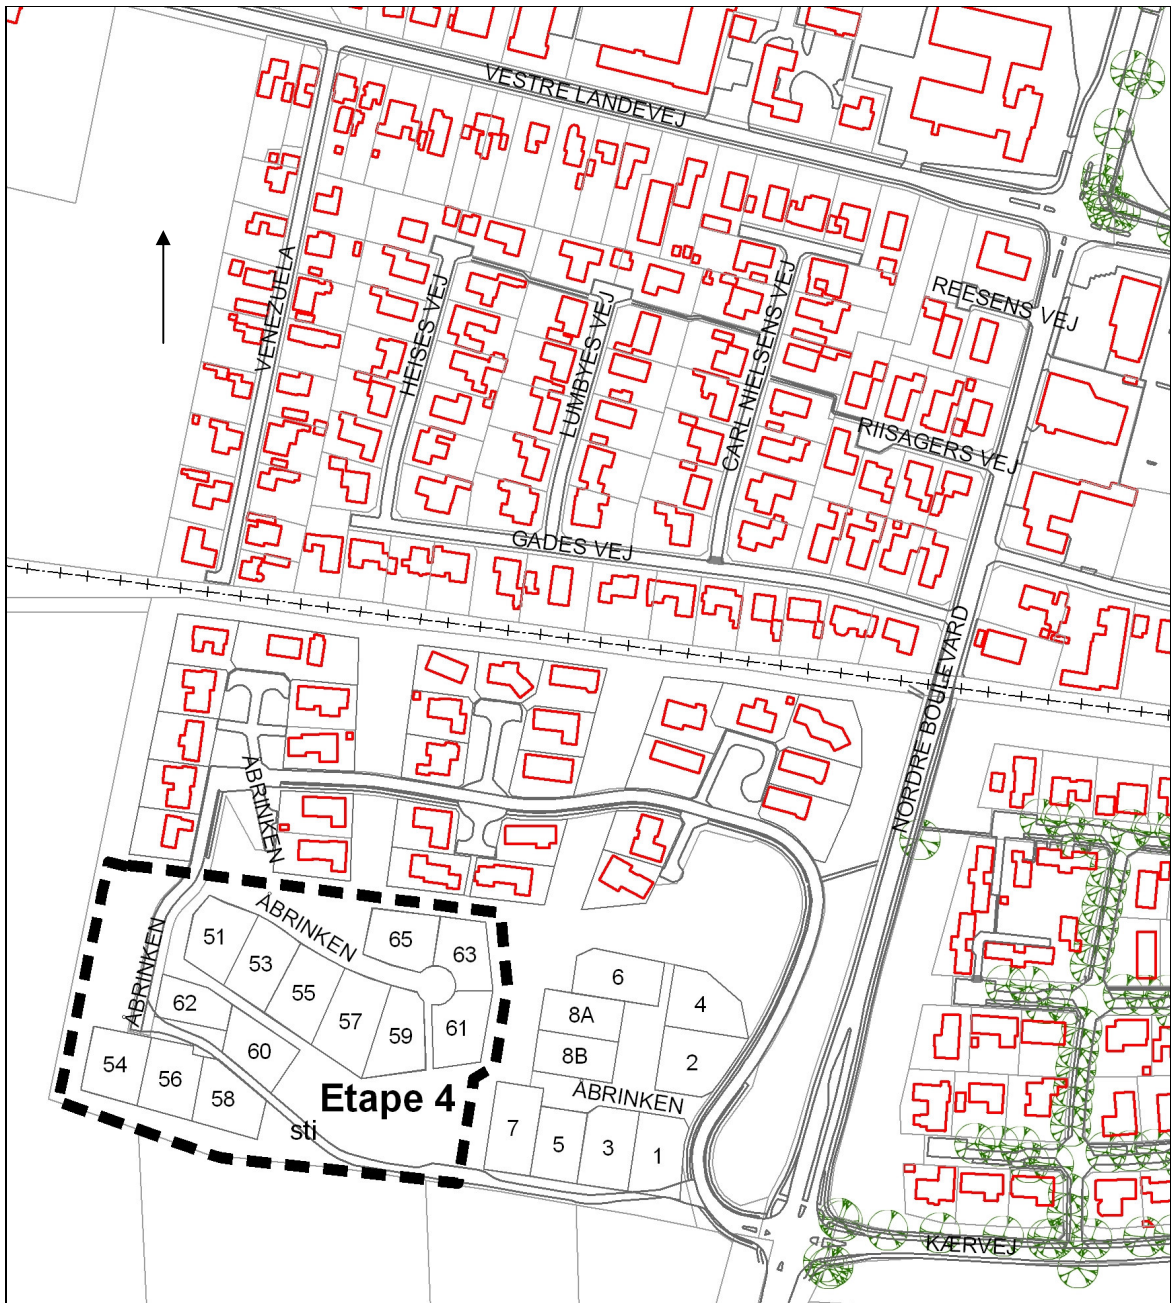 VESTRE LANDEVEJ
VENEZUELA
HEISES VEJ
LUMBYES VEJ
CARL NIELSENS VEJ
REESENS VEJ
RIISAGERS VEJ
GADES VEJ
NORDRE BOULEVARD
ÅBRINKEN
ÅBRINKEN
ÅBRINKEN
51
53
55
57
59
61
63
65
62
60
54
56
58
Etape 4
sti
6
4
8A
8B
2
ÅBRINKEN
7
5
3
1
KÆRVEJ